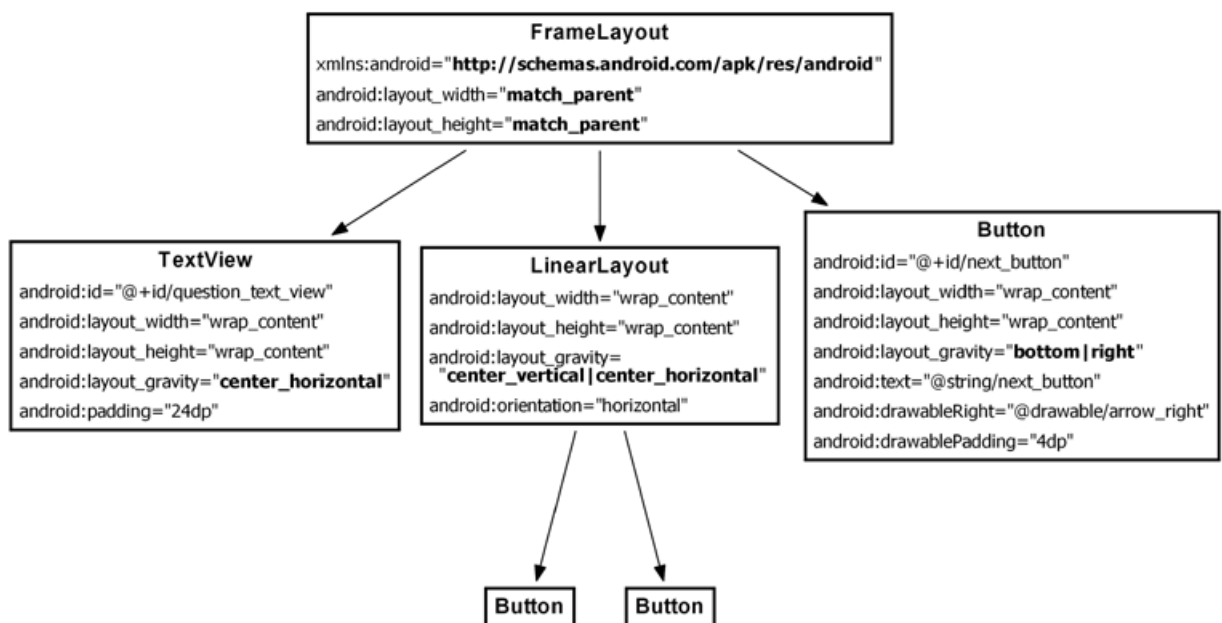 FrameLayout
xmlns:android="http://schemas.android.com/apk/res/android"
android:layout_width="match_parent"
android:layout_height="match_parent"
TextView
android:id="@+id/question_text_view"
android:layout_width="wrap_content"
android:layout_height="wrap_content"
android:layout_gravity="center_horizontal"
android:padding="24dp"
LinearLayout
android:layout_width="wrap_content"
android:layout_height="wrap_content"
android:layout_gravity=
"center_vertical|center_horizontal"
android:orientation="horizontal"
Button
android:id="@+id/next_button"
android:layout_width="wrap_content"
android:layout_height="wrap_content"
android:layout_gravity="bottom|right"
android:text="@string/next_button"
android:drawableRight="@drawable/arrow_right"
android:drawablePadding="4dp"
Button
Button